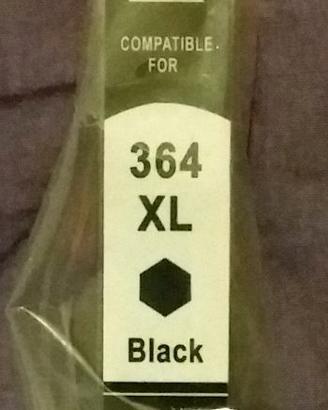 COMPATIBLE
FOR
364
XL
Black